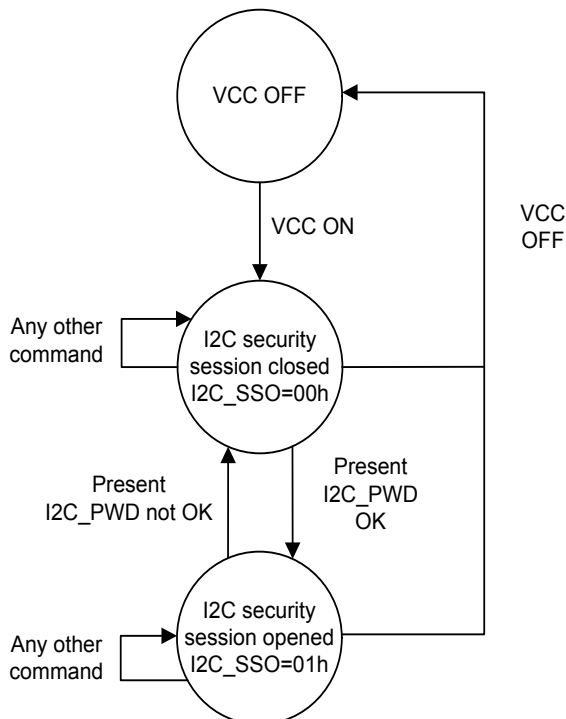 VCC OFF
VCC ON
VCC
OFF
Any other
command
I2C security
session closed
I2C_SSO=00h
Present
I2C_PWD not OK
Present
I2C_PWD
OK
Any other
command
I2C security
session opened
I2C_SSO=01h